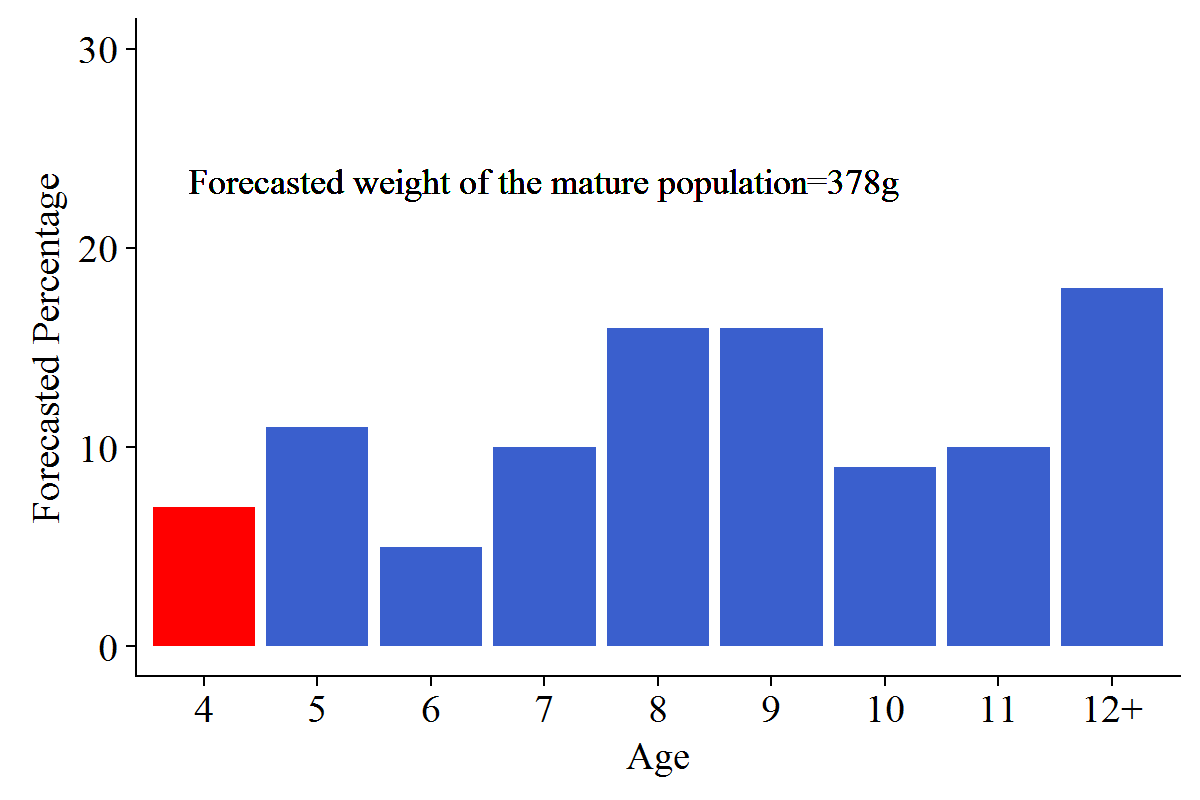 30
Forecasted weight of the mature population=378g
20
10
0
Forecasted Percentage
4 5 6 7 8 9 10 11 12+
Age